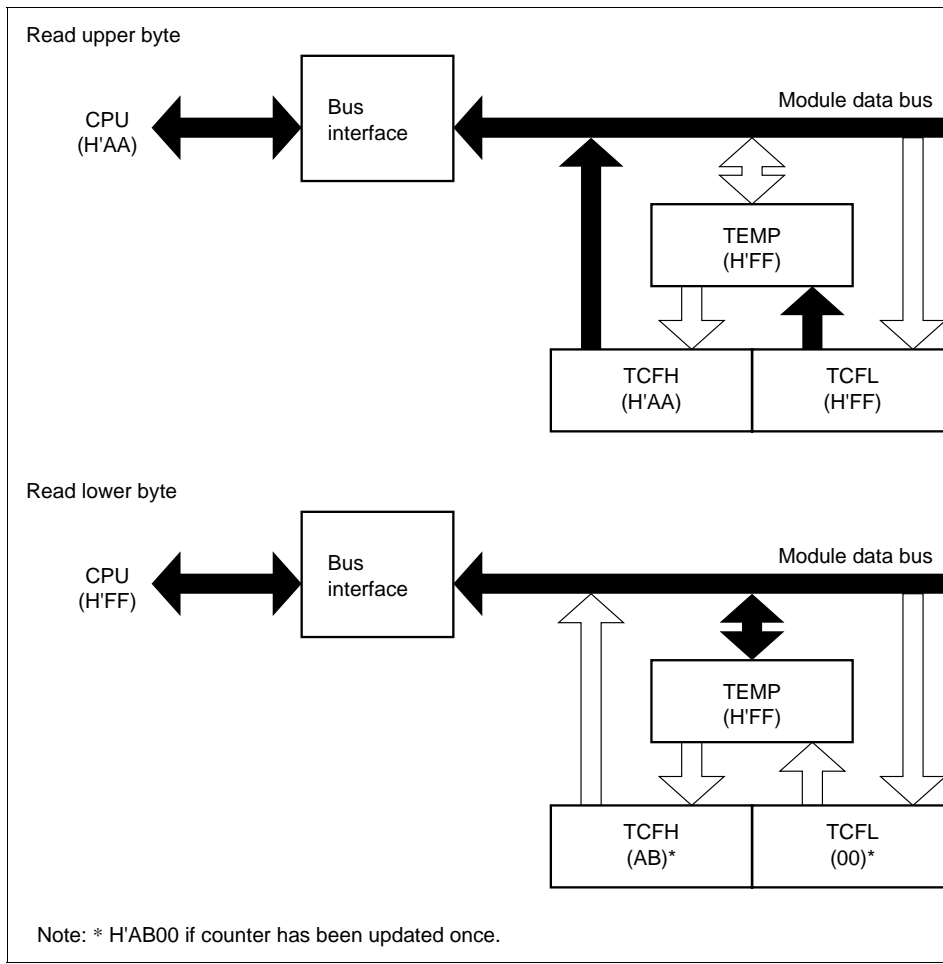 Read upper byte
Module data bus
CPU
(H'AA)
Bus
interface
TEMP
(H'FF)
TCFH
(H'AA)
TCFL
(H'FF)
Read lower byte
Module data bus
CPU
(H'FF)
Bus
interface
TEMP
(H'FF)
TCFH
(AB)*
TCFL
(00)*
Note: * H'AB00 if counter has been updated once.